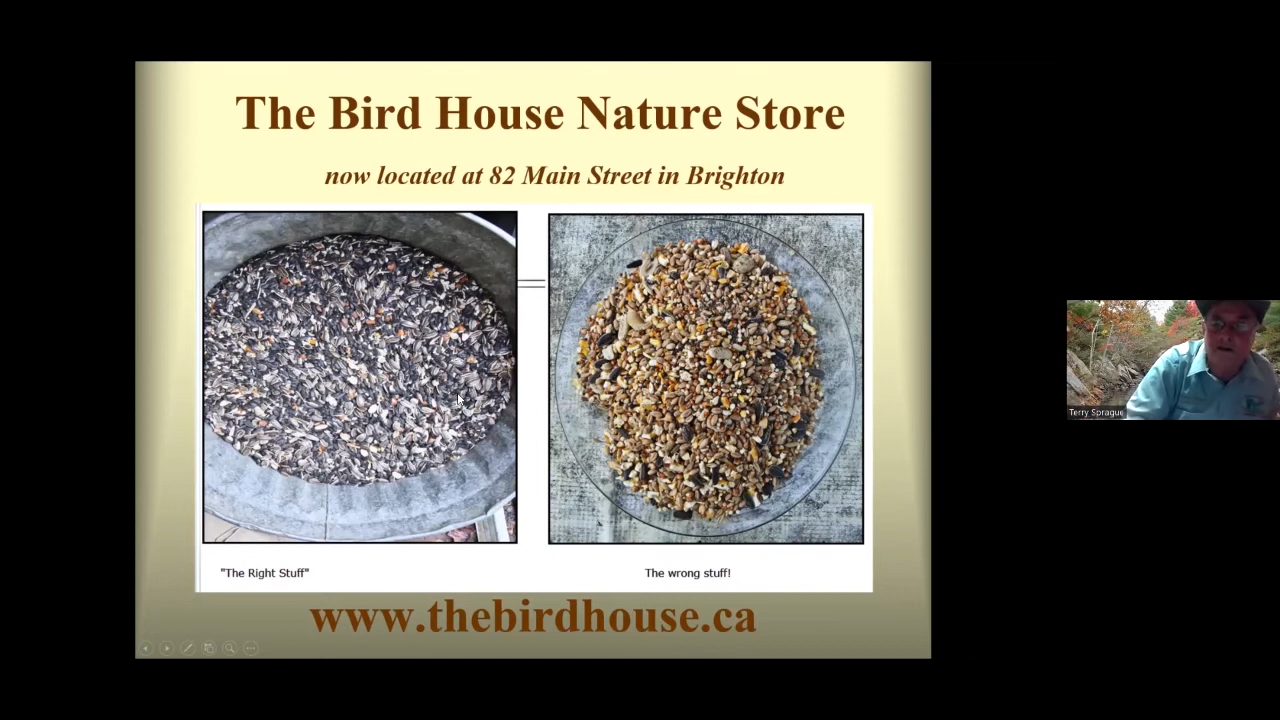 The Bird House Nature Store
now located at 82 Main Street in Brighton
"The Right Stuff"
The wrong stuff!
www.thebirdhouse.ca
Terry Sprague